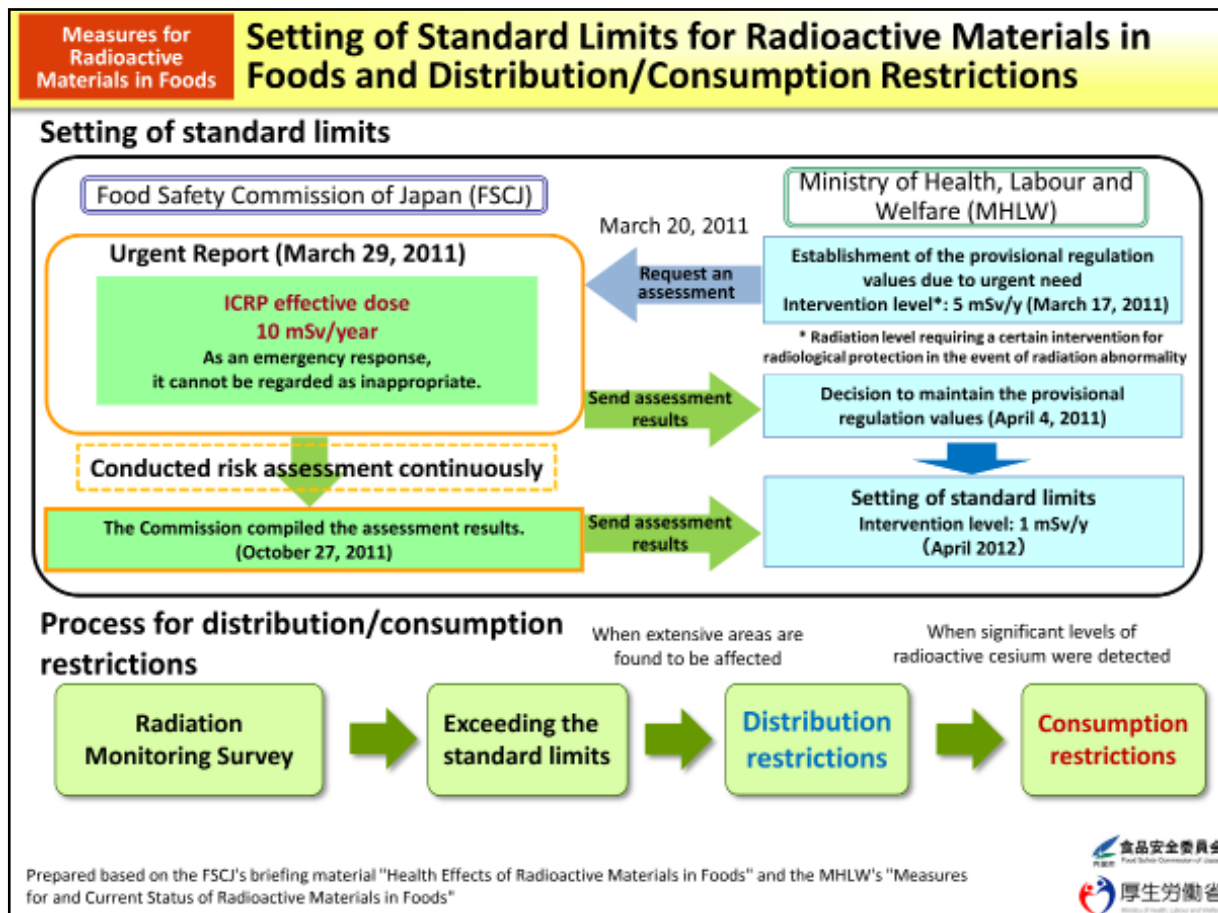 Measures for
Radioactive
Materials in Foods
Setting of Standard Limits for Radioactive Materials in
Foods and Distribution/Consumption Restrictions
Setting of standard limits
Food Safety Commission of Japan (FSCJ)
Ministry of Health, Labour and
Welfare (MHLW)
March 20, 2011
Urgent Report (March 29, 2011)
ICRP effective dose
10 mSv/year
As an emergency response,
it cannot be regarded as inappropriate.
Request an
assessment
Establishment of the provisional regulation
values due to urgent need
Intervention level*: 5 mSv/y (March 17, 2011)
* Radiation level requiring a certain intervention for
radiological protection in the event of radiation abnormality
Send assessment
results
Decision to maintain the provisional
regulation values (April 4, 2011)
Conducted risk assessment continuously
The Commission compiled the assessment results.
(October 27, 2011)
Send assessment
results
Setting of standard limits
Intervention level: 1 mSv/y
(April 2012)
Process for distribution/consumption
restrictions
When extensive areas are
found to be affected
When significant levels of
radioactive cesium were detected
Radiation
Monitoring Survey
Exceeding the
standard limits
Distribution
restrictions
Consumption
restrictions
Prepared based on the FSCJ's briefing material "Health Effects of Radioactive Materials in Foods" and the MHLW's "Measures
for and Current Status of Radioactive Materials in Foods"
食品安全委員会
Food Safety Commission of Japan
厚生労働省